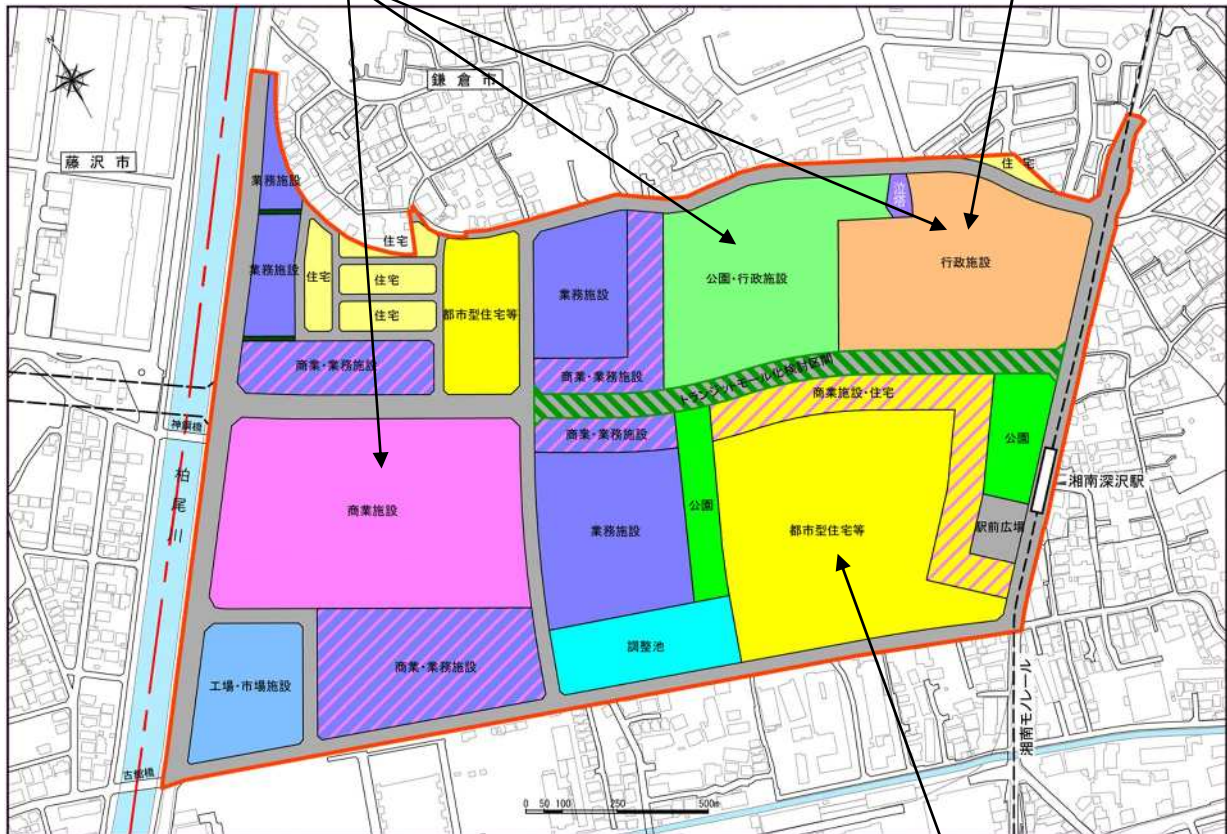 鎌倉市
藤沢市
住宅
業務施設
泣塔
住宅
行政施設
業務施設
住宅
住宅
公園・行政施設
業務施設
都市型住宅等
住宅
商業・業務施設
商業・業務施設
トランジットモール化検討区間
商業施設・住宅
神鋼橋
商業・業務施設
公園
柏尾川
湘南深沢駅
公園
商業施設
業務施設
都市型住宅等
駅前広場
調整池
商業・業務施設
工場・市場施設
湘南モノレール
古館橋
0 50 100 250 500m